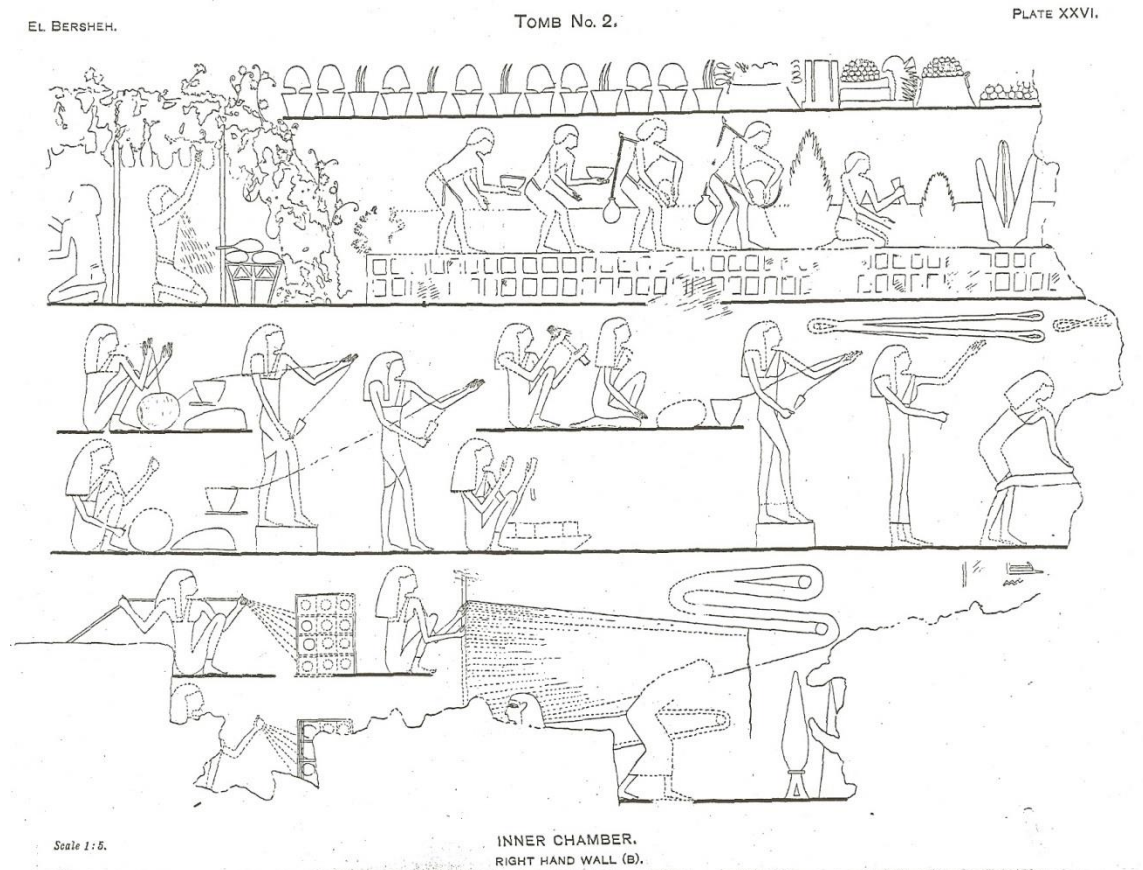 EL BERSHEH.
TOMB No. 2.
PLATE XXVI.
Scale 1:5.
INNER CHAMBER.
RIGHT HAND WALL (B).